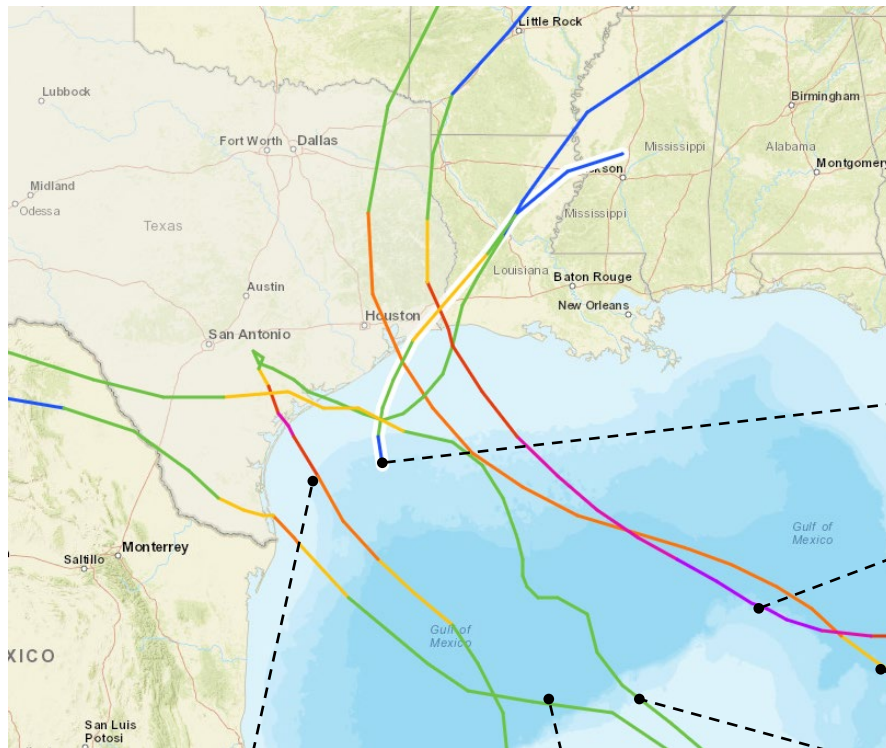 Little Rock
Lubbock
Birmingham
Fort Worth
Dallas
Mississippi
Alabama
Montgomery
kson
Midland
Odessa
Texas
Mississippi
Louisiana
Austin
Baton Rouge
New Orleans
Houston
San Antonio
Gulf of
Mexico
Monterrey
Saltillo
Gulf of
Mexico
XICO
San Luis
Potosi